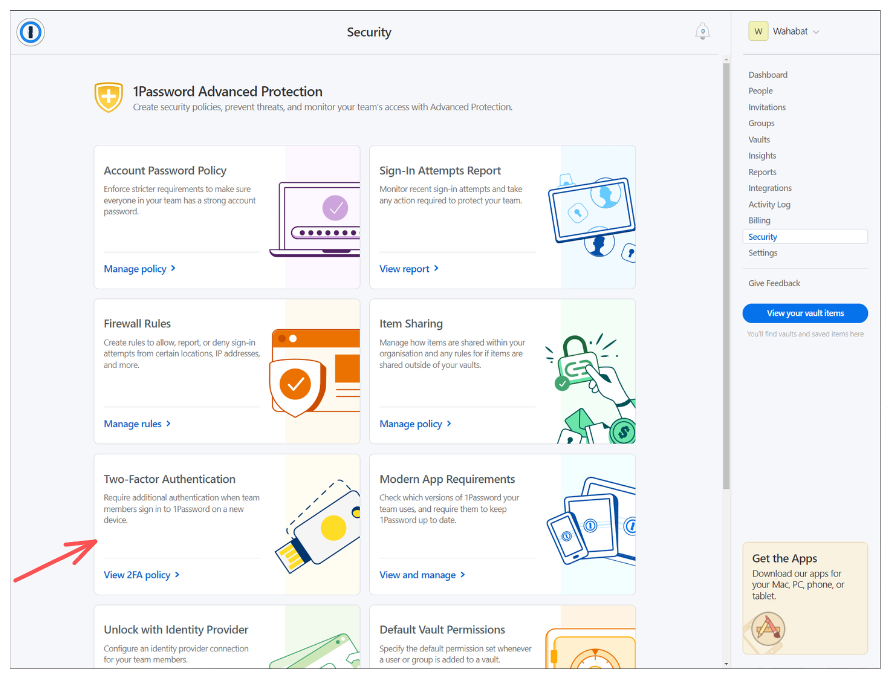 Security
9
W Wahabat
1Password Advanced Protection
Create security policies, prevent threats, and monitor your team's access with Advanced Protection.
Account Password Policy
Enforce stricter requirements to make sure
everyone in your team has a strong account
password.
Manage policy
Sign-In Attempts Report
Monitor recent sign-in attempts and take
any action required to protect your team.
View report
Firewall Rules
Create rules to allow, report, or deny sign-in
attempts from certain locations, IP addresses,
and more.
Manage rules
Item Sharing
Manage how items are shared within your
organisation and any rules for if items are
shared outside of your vaults.
$
Manage policy
Two-Factor Authentication
Require additional authentication when team
members sign in to 1Password on a new
device.
View 2FA policy
Modern App Requirements
Check which versions of 1Password your
team uses, and require them to keep
1Password up to date.
View and manage
Unlock with Identity Provider
Configure an identity provider connection
for your team members.
Default Vault Permissions
Specify the default permission set whenever
a user or group is added to a vault.
Dashboard
People
Invitations
Groups
Vaults
Insights
Reports
Integrations
Activity Log
Billing
Security
Settings
Give Feedback
View your vault items
You'll find vaults and saved items here
Get the Apps
Download our apps for
your Mac, PC, phone, or
tablet.